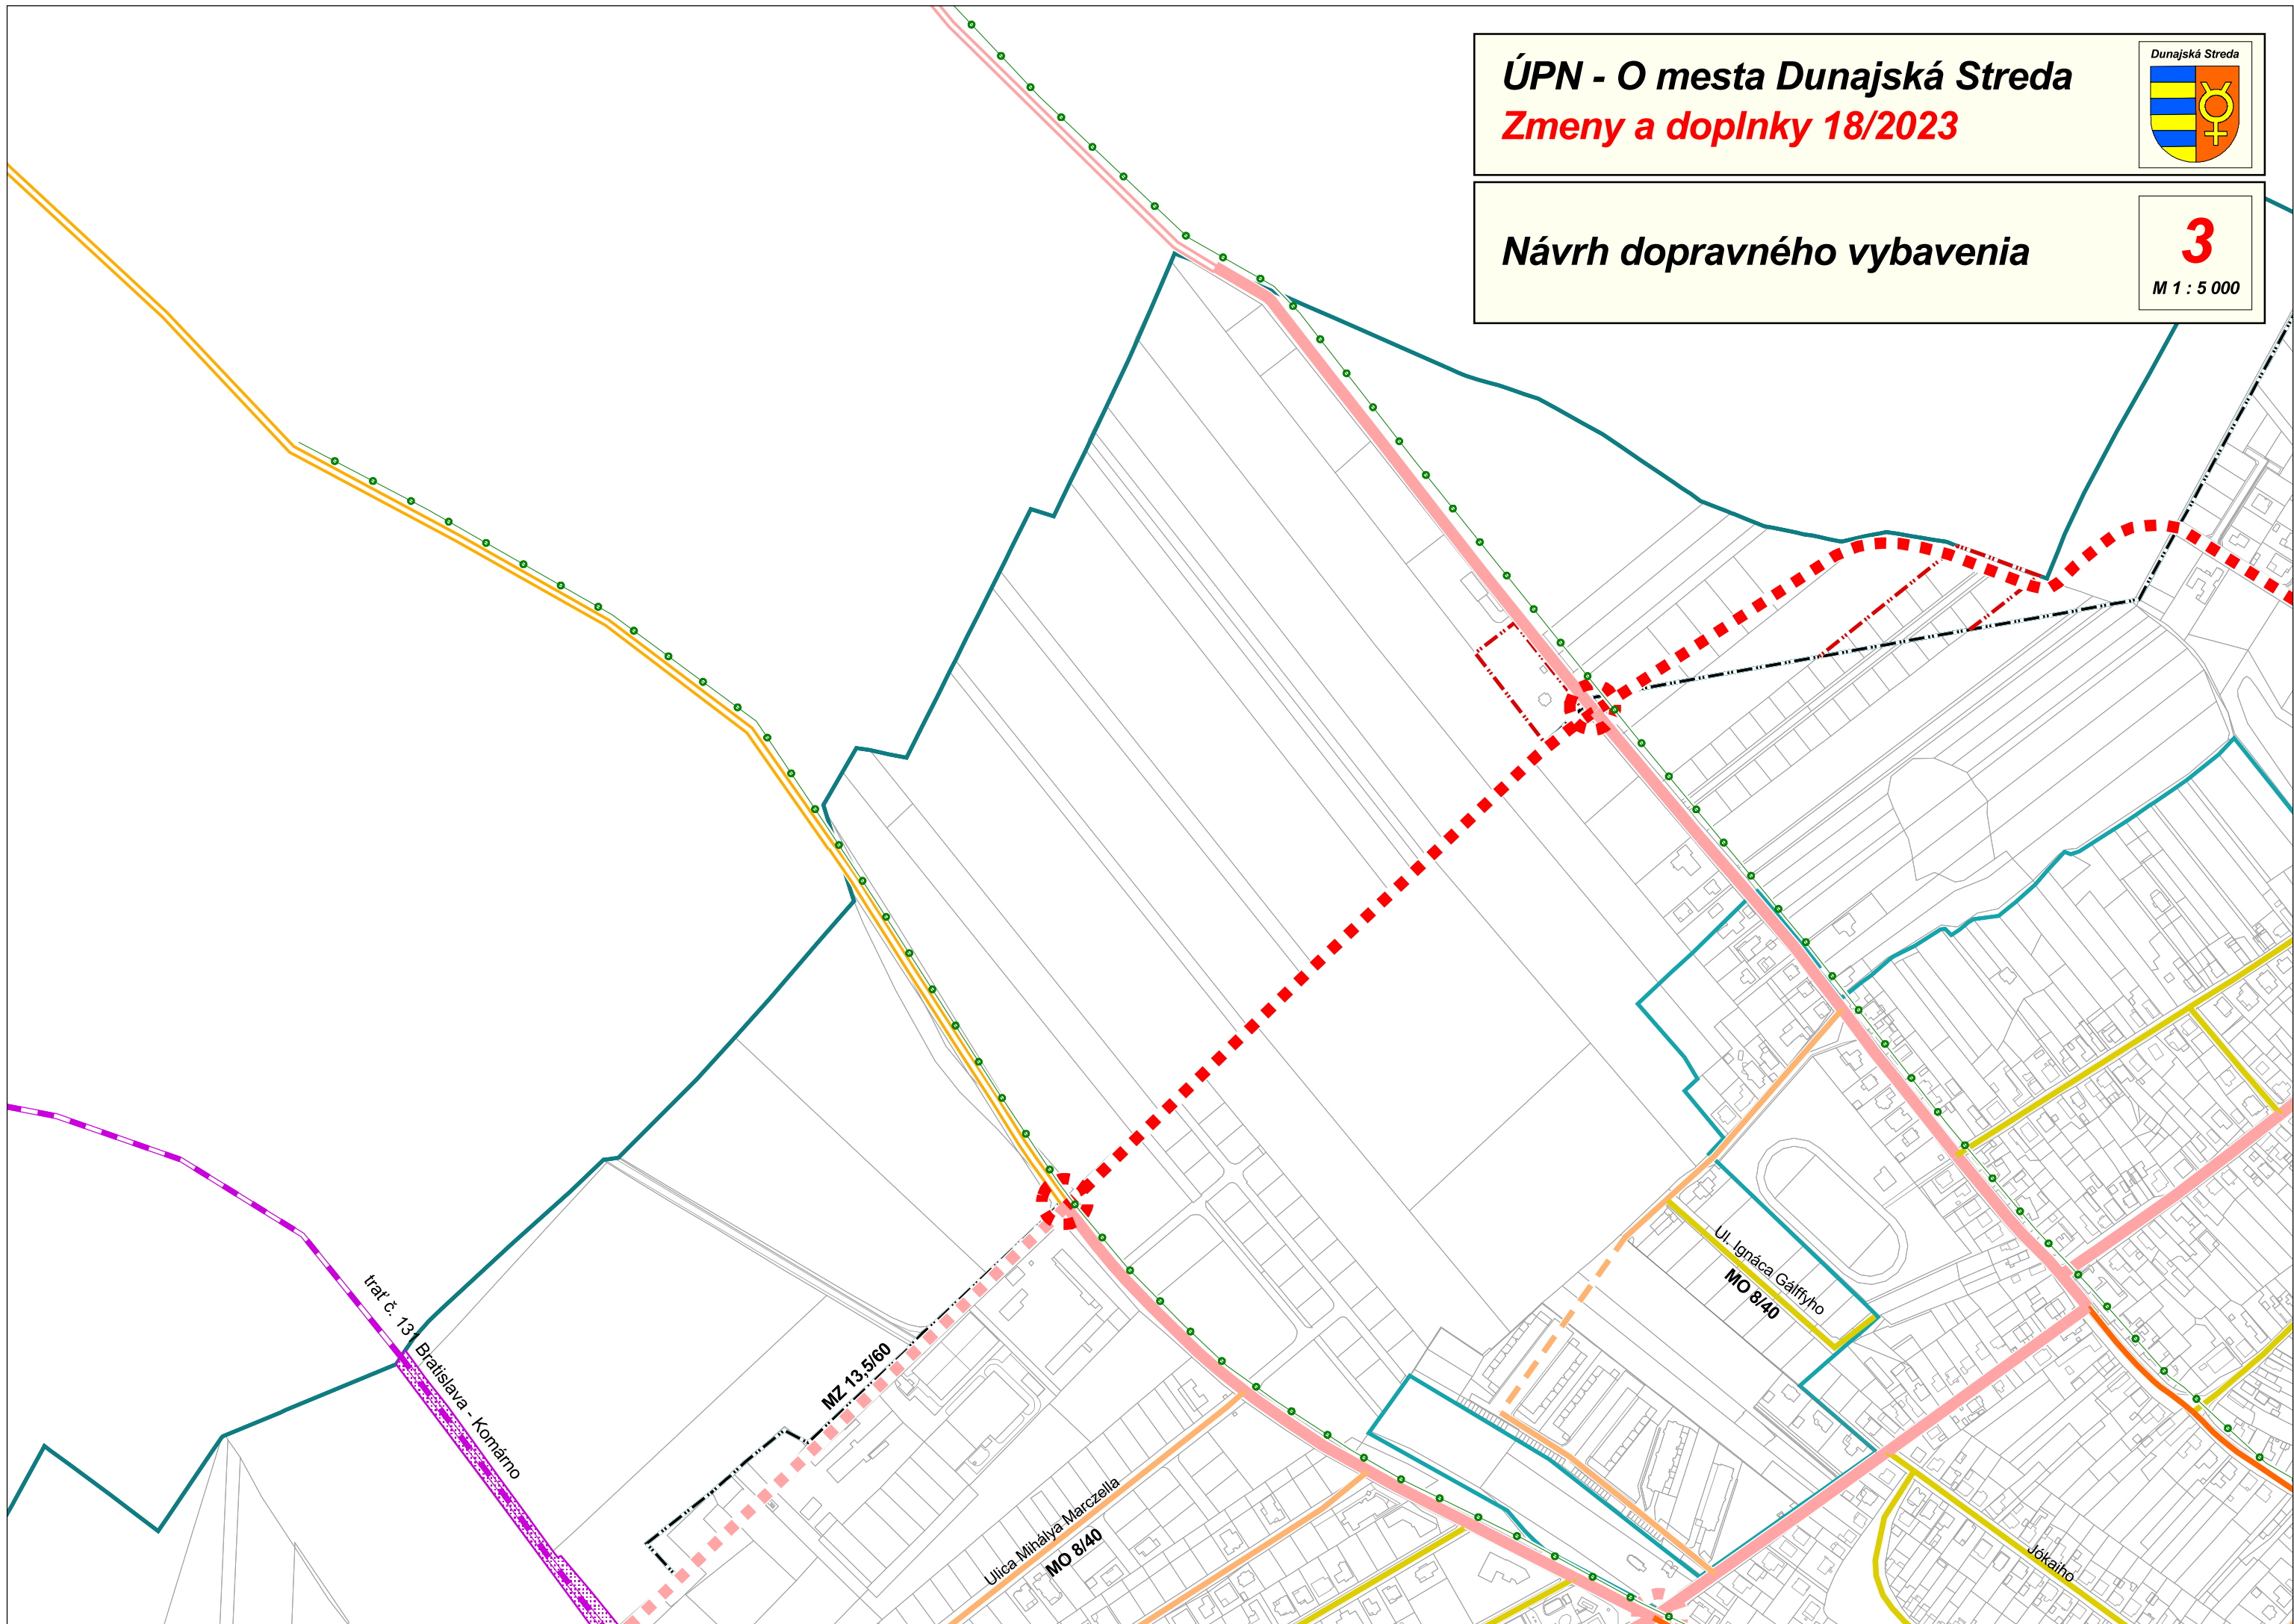 ÚPN - O mesta Dunajská Streda
Zmeny a doplnky 18/2023
Dunajská Streda
Návrh dopravného vybavenia
3
M 1 : 5 000
Ul. Ignáca Gálffyho
MO 8/40
trať č. 131 Bratislava - Komárno
MZ 13,5/60
Ulica Mihálya Marczella
MO 8/40
Jókaiho